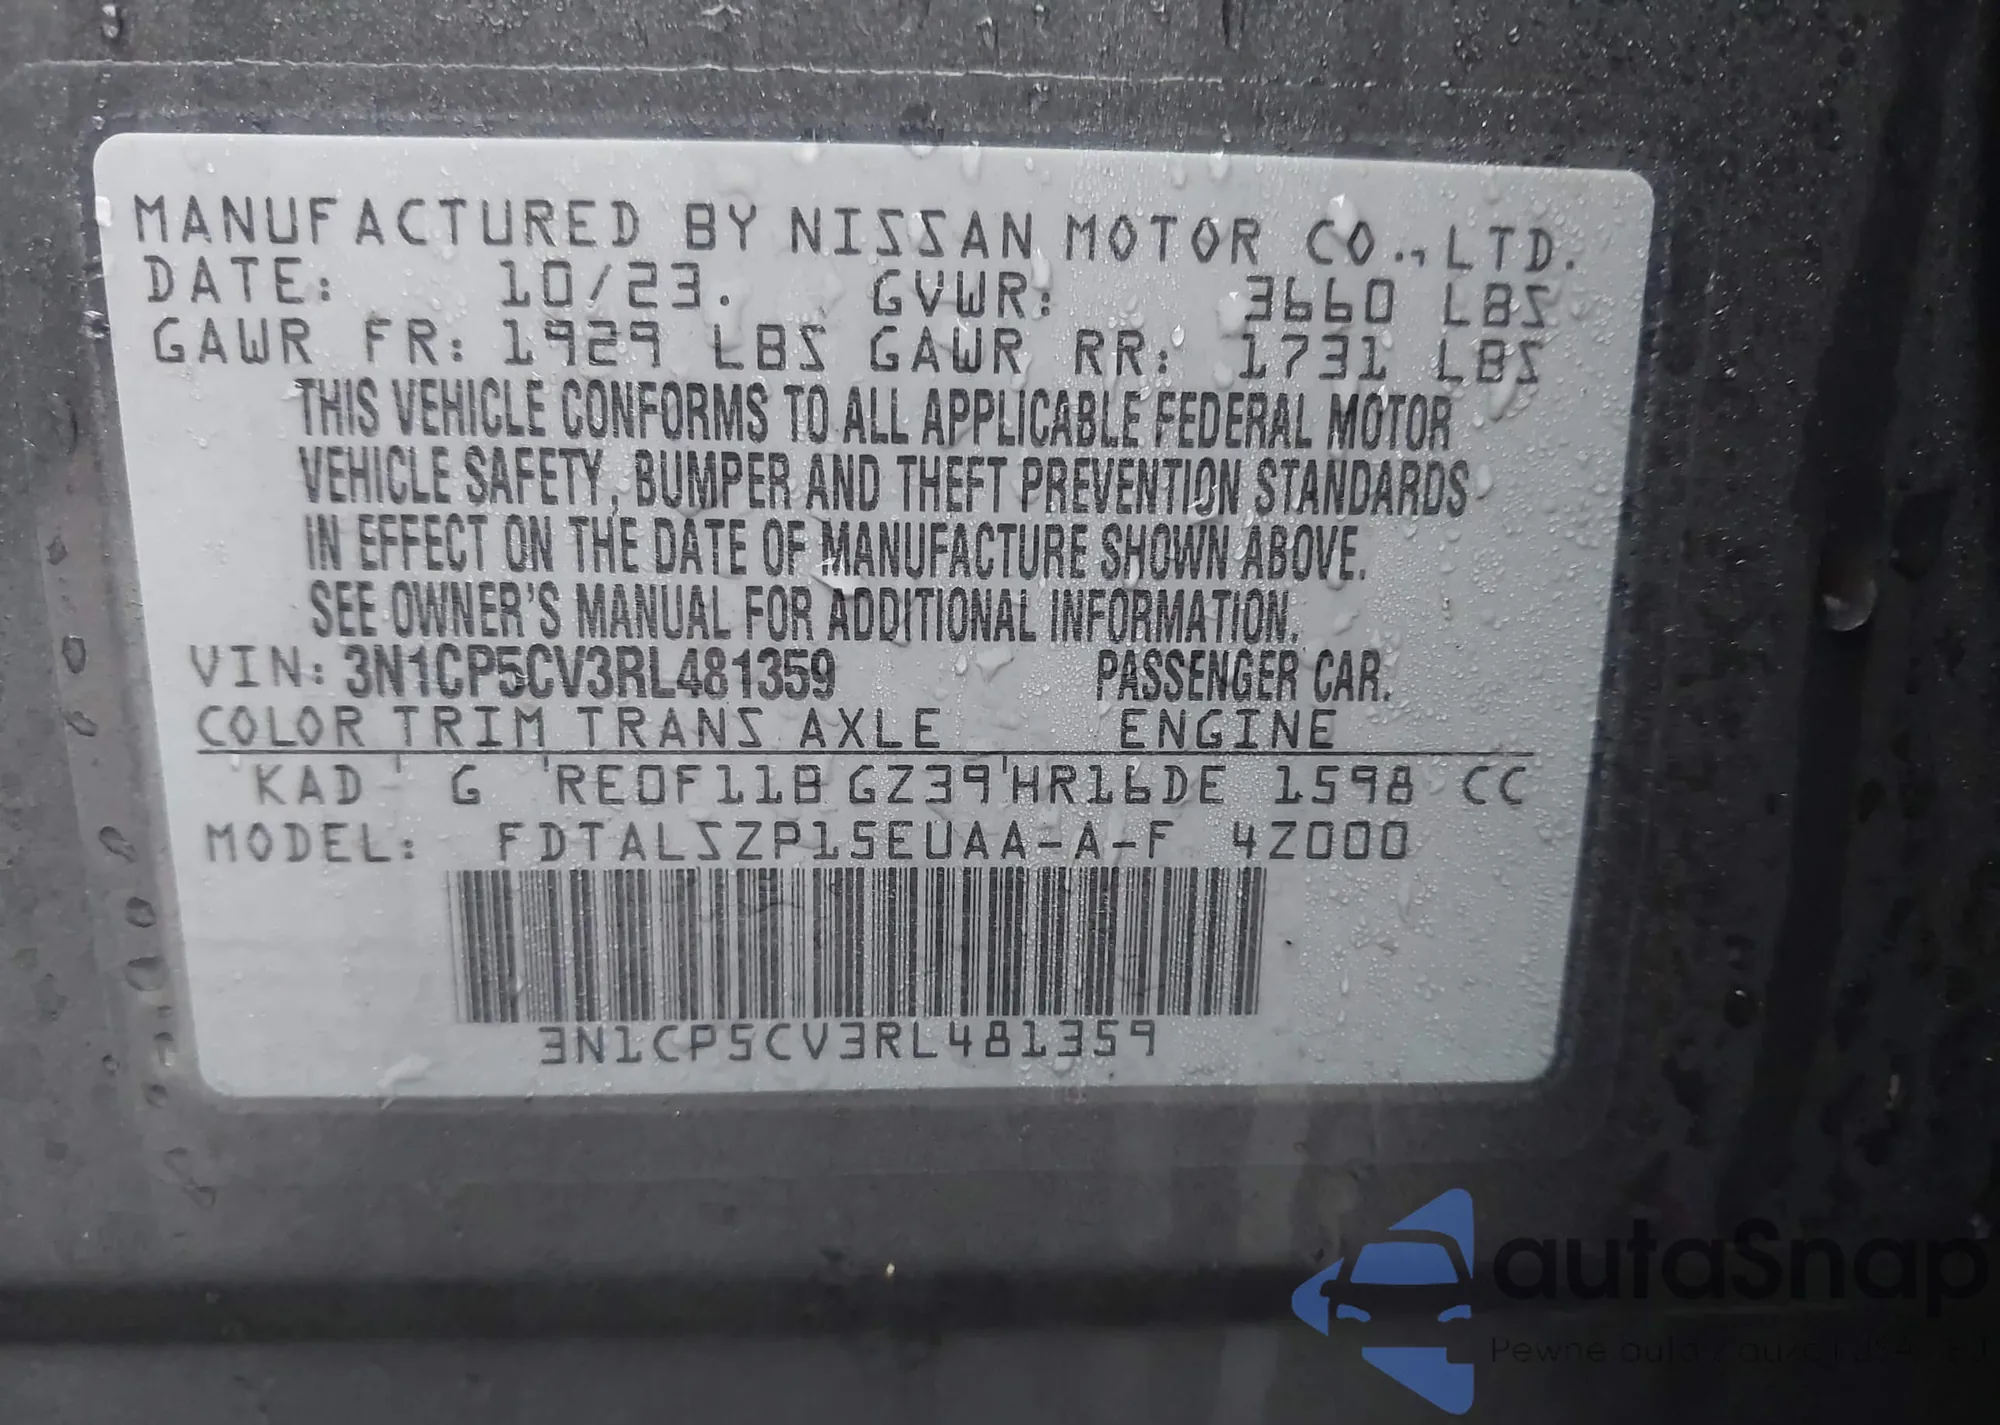 MANUFACTURED BY NISSAN MOTOR CO., LTD.
DATE: 10/23. GVWR: 3660 LBS
GAWR FR: 1929 LBS GAWR RR: 1731 LBS
THIS VEHICLE CONFORMS TO ALL APPLICABLE FEDERAL MOTOR
VEHICLE SAFETY, BUMPER AND THEFT PREVENTION STANDARDS
IN EFFECT ON THE DATE OF MANUFACTURE SHOWN ABOVE.
SEE OWNER'S MANUAL FOR ADDITIONAL INFORMATION.
VIN: 3N1CP5CV3RL481359 PASSENGER CAR.
COLOR TRIM TRANS AXLE ENGINE
'KAD' G 'RE0F11B GZ39'HR16DE 1598 CC
MODEL: FDTALSZP15EUAA-A-F 4Z000
3N1CP5CV3RL481359
autaSnap
Pewne auta z